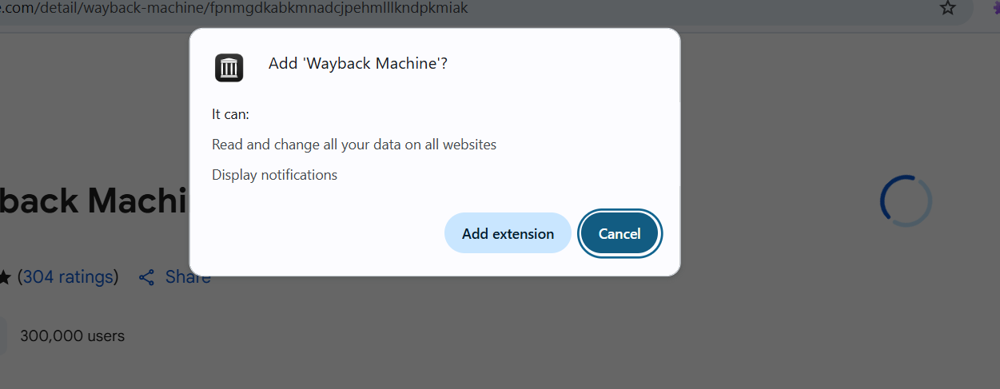 e.com/detail/wayback-machine/fpnmgdkabkmnadcjpehmlllkndpkmiak
Add 'Wayback Machine'?
It can:
Read and change all your data on all websites
Display notifications
back Machi
Add extension
Cancel
(304 ratings)
Share
300,000 users